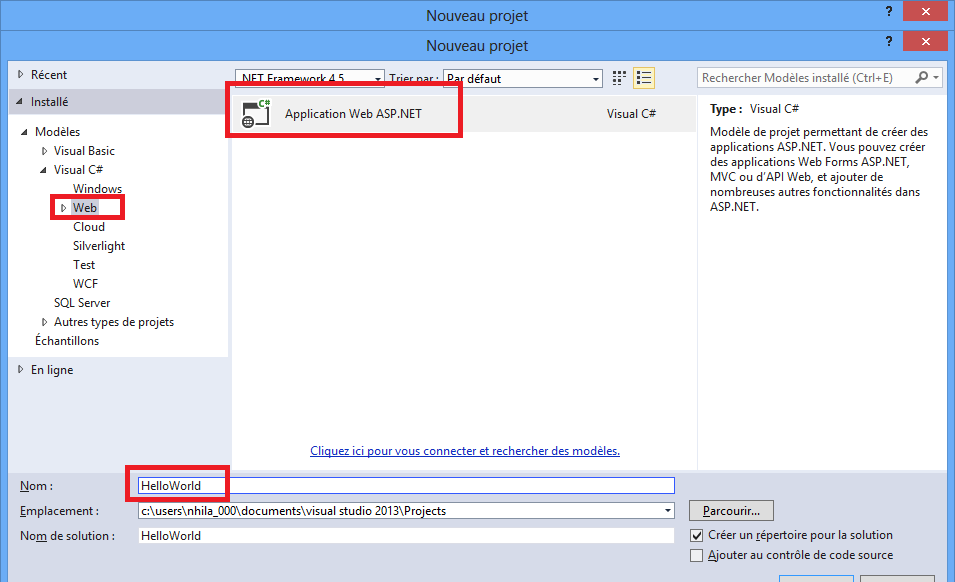 Nouveau projet
?
Nouveau projet
?
Récent
Installé
Modèles
Visual Basic
Visual C#
Windows
Web
Cloud
Silverlight
Test
WCF
SQL Server
Autres types de projets
Échantillons
En ligne
.NET Framework 4.5 Trier par : Par défaut
C# Application Web ASP.NET Visual C#
Cliquez ici pour vous connecter et rechercher des modèles.
Rechercher Modèles installé (Ctrl+E)
Type : Visual C#
Modèle de projet permettant de créer des
applications ASP.NET. Vous pouvez créer
des applications Web Forms ASP.NET,
MVC ou d'API Web, et ajouter de
nombreuses autres fonctionnalités dans
ASP.NET.
Nom : HelloWorld
Emplacement : c:\users\nhila_000\documents\visual studio 2013\Projects Parcourir...
Nom de solution : HelloWorld
Créer un répertoire pour la solution
Ajouter au contrôle de code source